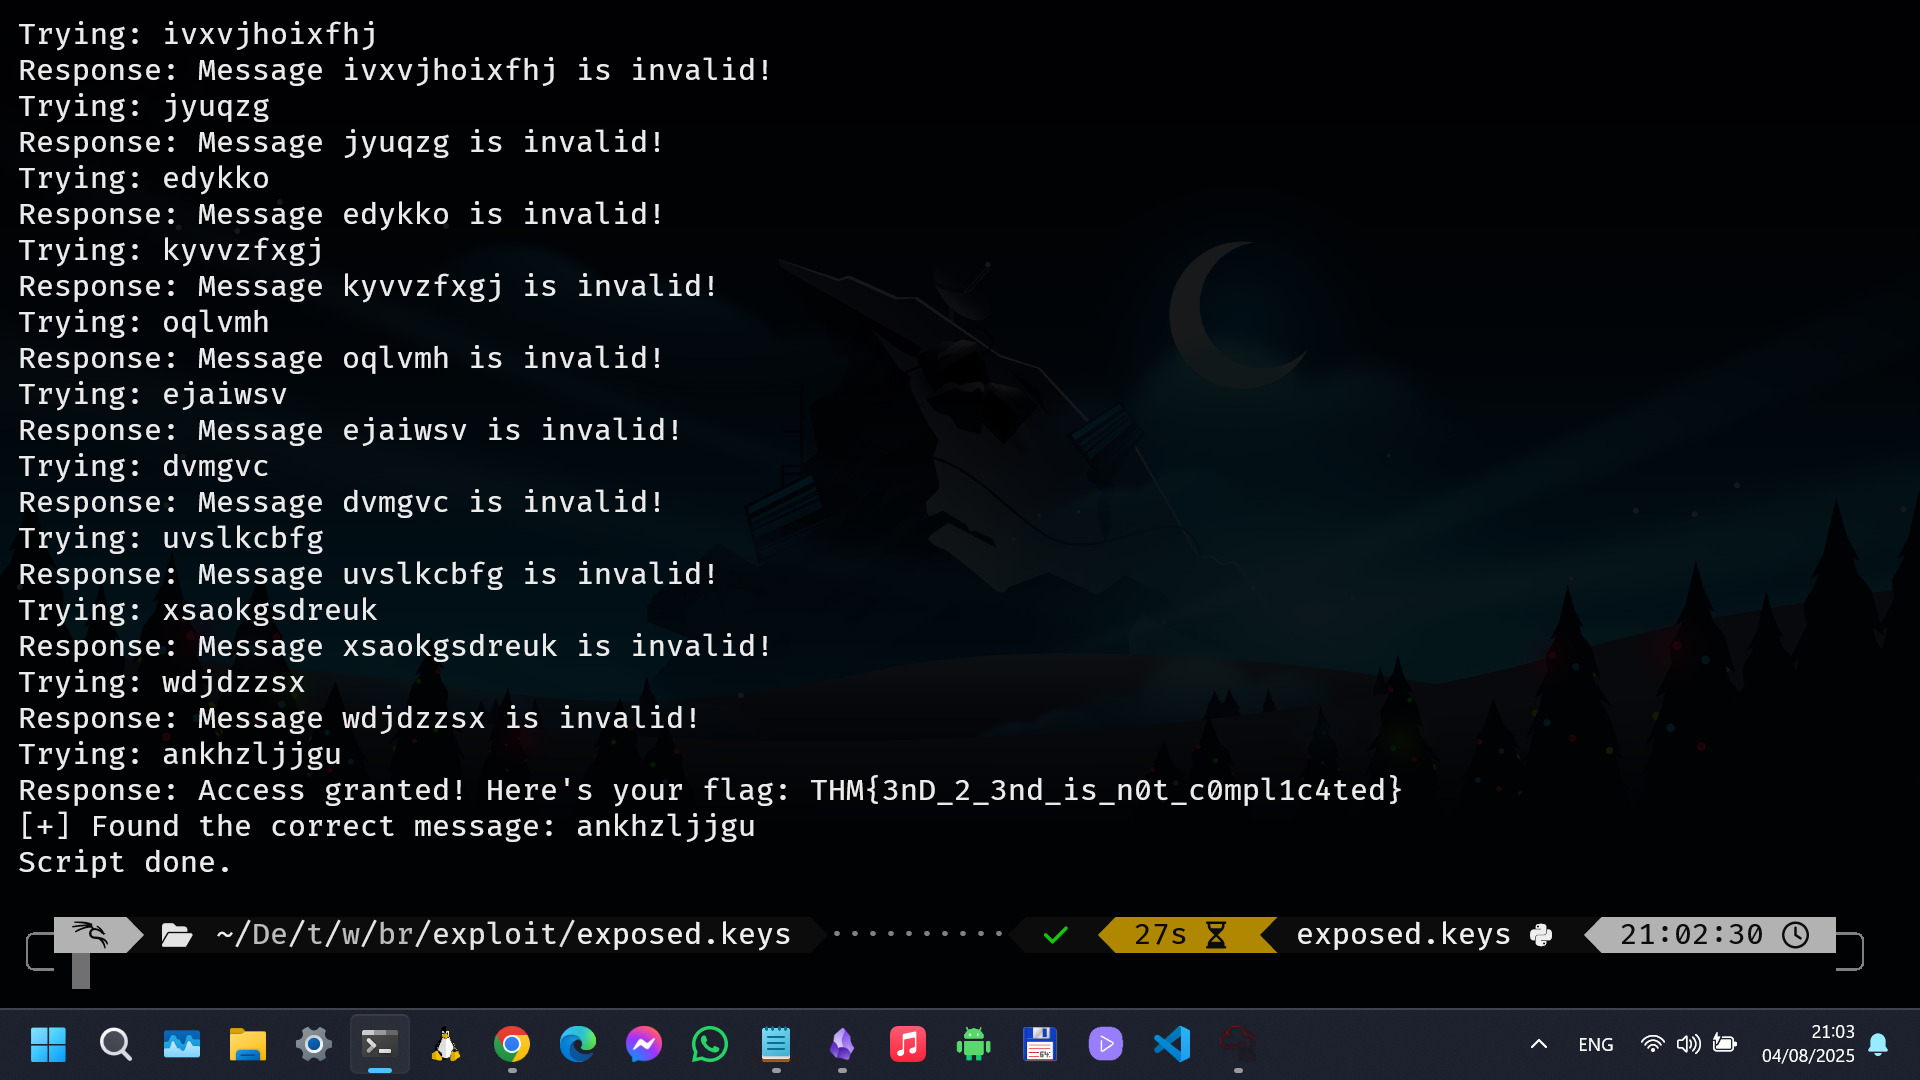 Trying: ivxvjhoixfhj
Response: Message ivxvjhoixfhj is invalid!
Trying: jyuqzg
Response: Message jyuqzg is invalid!
Trying: edykko
Response: Message edykko is invalid!
Trying: kyvvzfxgj
Response: Message kyvvzfxgj is invalid!
Trying: oqlvmh
Response: Message oqlvmh is invalid!
Trying: ejaiwsv
Response: Message ejaiwsv is invalid!
Trying: dvmgvc
Response: Message dvmgvc is invalid!
Trying: uvslkcbfg
Response: Message uvslkcbfg is invalid!
Trying: xsaokgsdreuk
Response: Message xsaokgsdreuk is invalid!
Trying: wdjdzzsx
Response: Message wdjdzzsx is invalid!
Trying: ankhzljjgu
Response: Access granted! Here's your flag: THM{3nD_2_3nd_is_n0t_c0mpl1c4ted}
[+] Found the correct message: ankhzljjgu
Script done.
~/De/t/w/br/exploit/exposed.keys 27s exposed.keys 21:02:30
64
ENG 21:03
04/08/2025